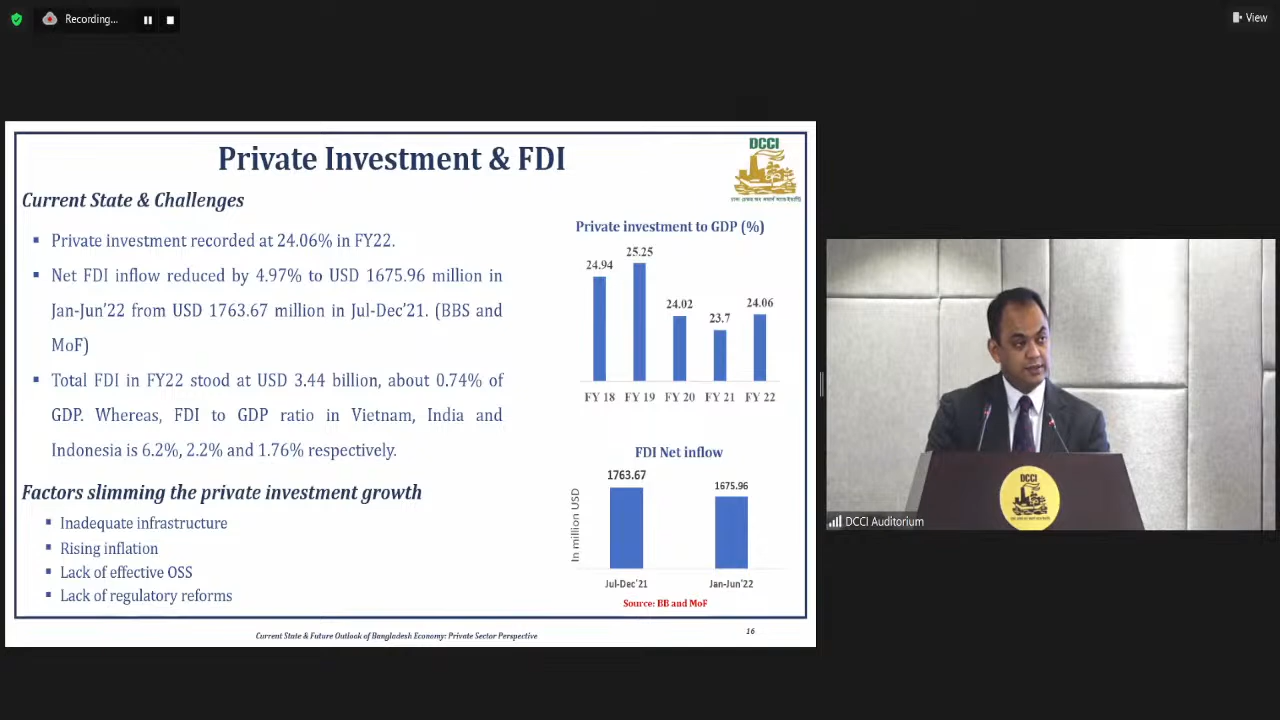 Recording...
View
Private Investment & FDI
DCCI
Current State & Challenges
Private investment recorded at 24.06% in FY22.
Net FDI inflow reduced by 4.97% to USD 1675.96 million in
Jan-Jun'22 from USD 1763.67 million in Jul-Dec'21. (BBS and
MoF)
Total FDI in FY22 stood at USD 3.44 billion, about 0.74% of
GDP. Whereas, FDI to GDP ratio in Vietnam, India and
Indonesia is 6.2%, 2.2% and 1.76% respectively.
Factors slimming the private investment growth
Inadequate infrastructure
Rising inflation
Lack of effective OSS
Lack of regulatory reforms
Private investment to GDP (%)
24.94 25.25 24.02 23.7 24.06
FY 18 FY 19 FY 20 FY 21 FY 22
FDI Net inflow
In million USD
1763.67 1675.96
Jul-Dec'21 Jan-Jun'22
Source: BB and MoF
Current State & Future Outlook of Bangladesh Economy: Private Sector Perspective
16
DCCI
DCCI Auditorium